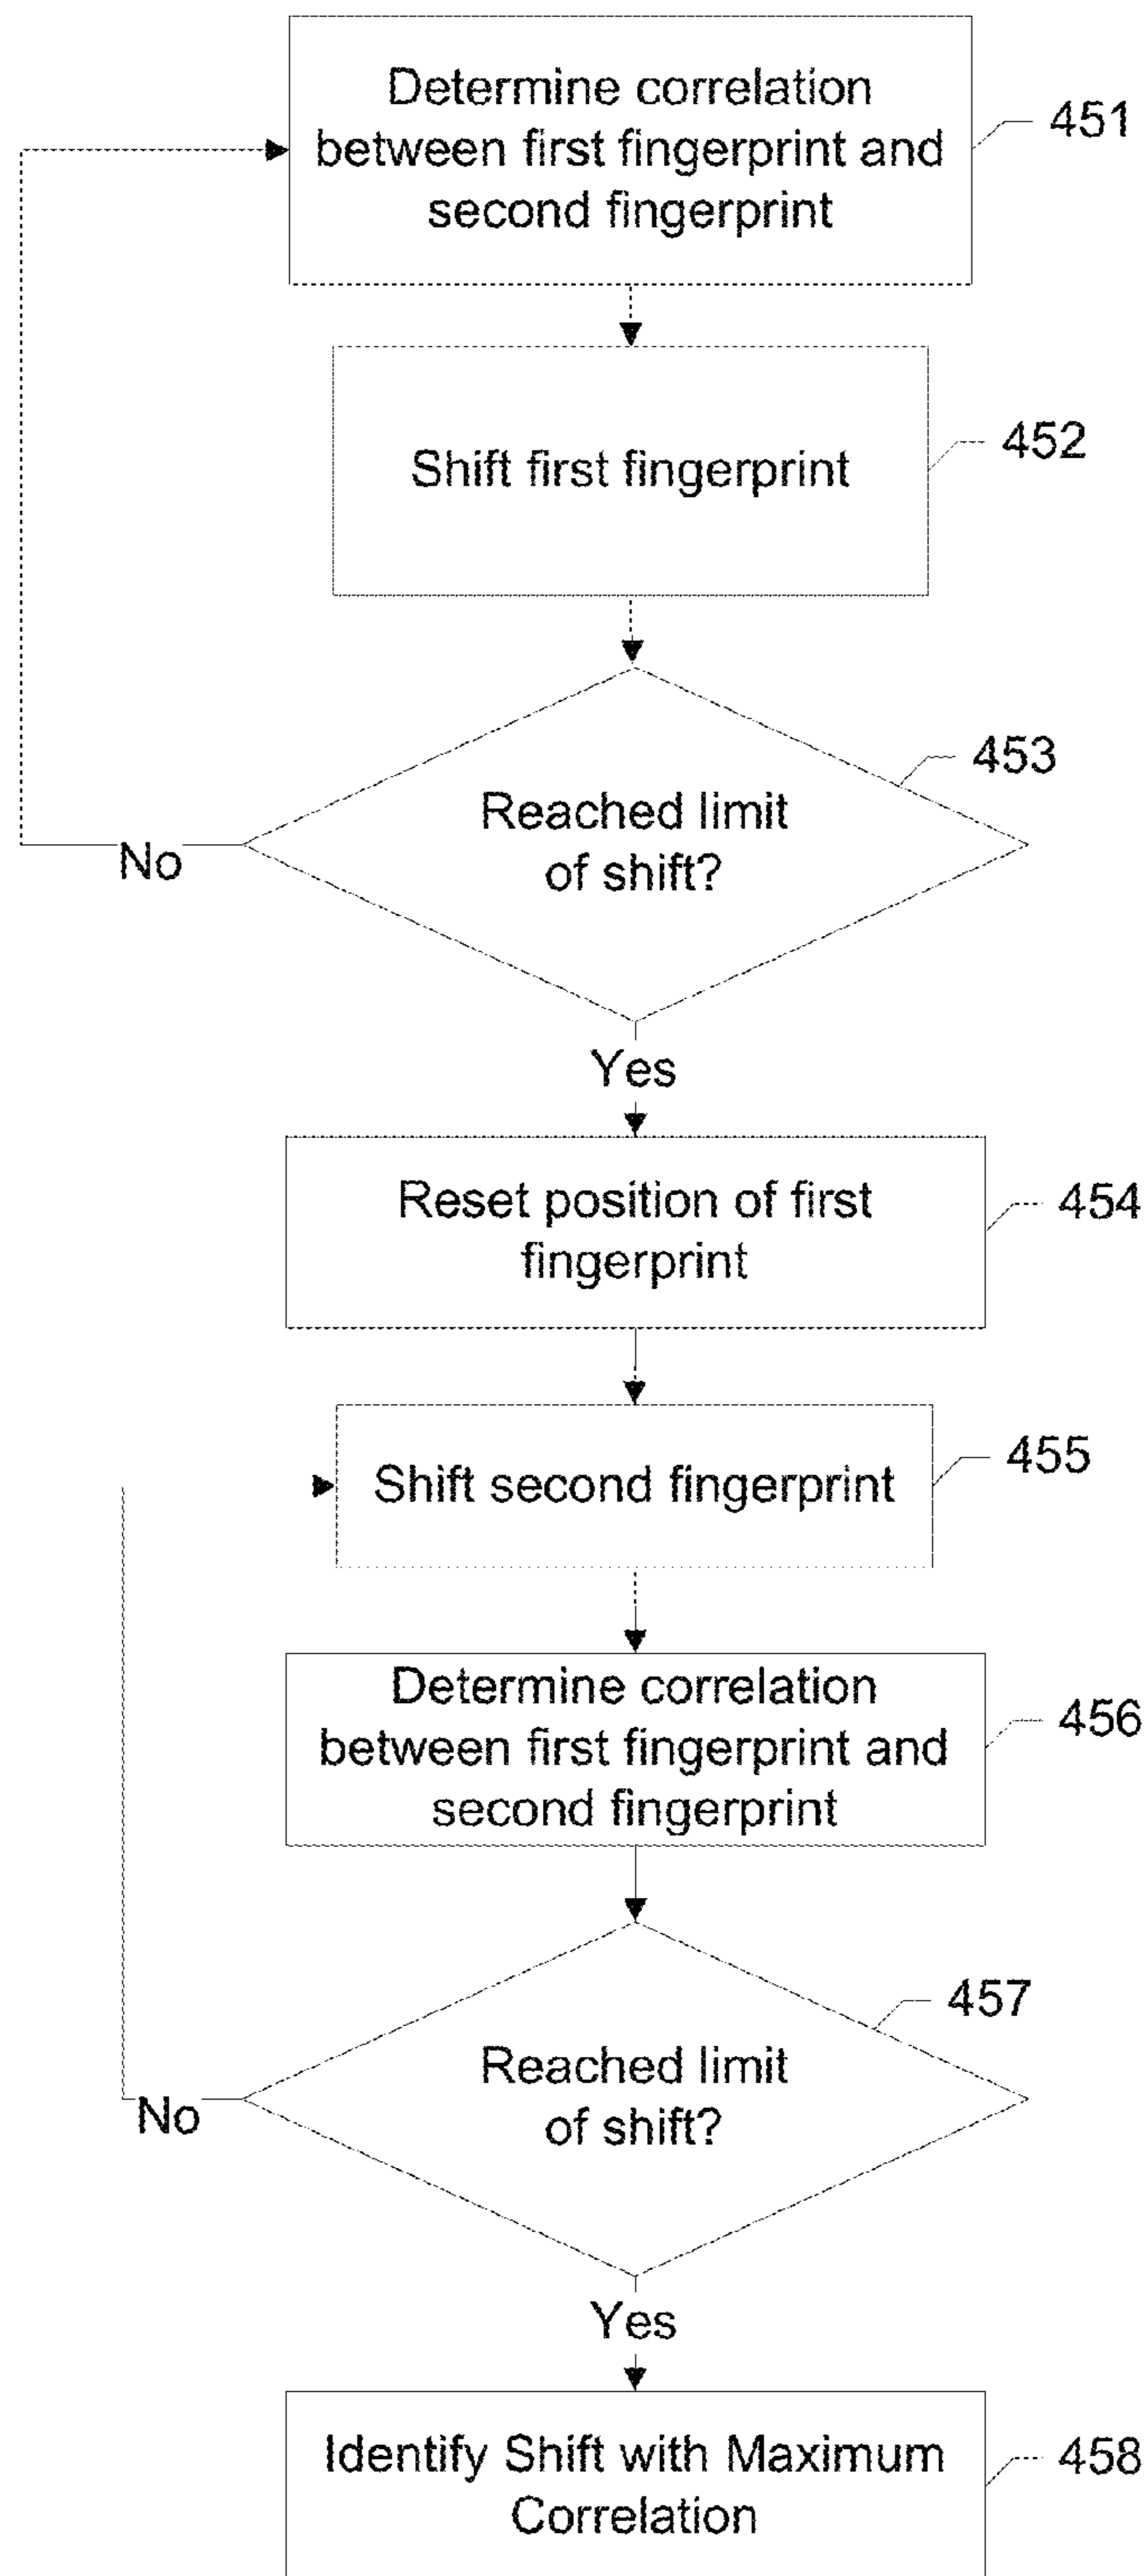 Determine correlation
between first fingerprint and
second fingerprint
451
Shift first fingerprint
452
Reached limit
of shift?
453
No
Yes
Reset position of first
fingerprint
454
Shift second fingerprint
455
Determine correlation
between first fingerprint and
second fingerprint
456
Reached limit
of shift?
457
No
Yes
Identify Shift with Maximum
Correlation
458